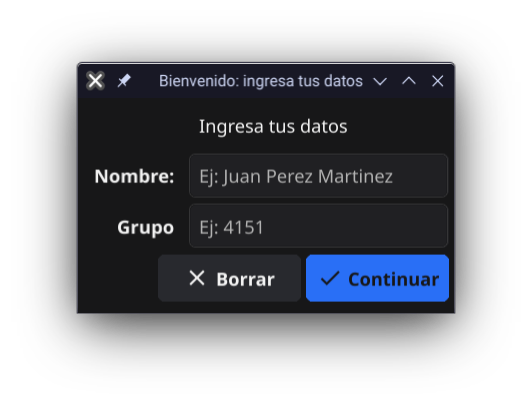 Bienvenido: ingresa tus datos
Ingresa tus datos
Nombre: Ej: Juan Perez Martinez
Grupo Ej: 4151
Borrar Continuar